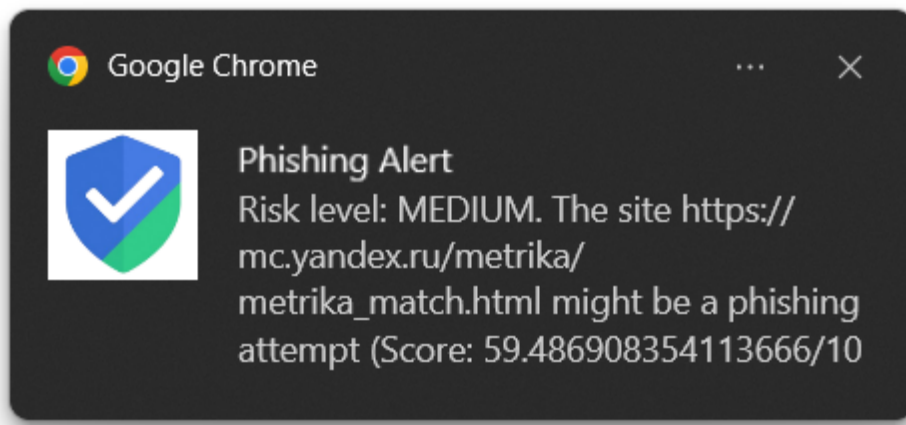 Google Chrome
Phishing Alert
Risk level: MEDIUM. The site https://
mc.yandex.ru/metrika/
metrika_match.html might be a phishing
attempt (Score: 59.486908354113666/10